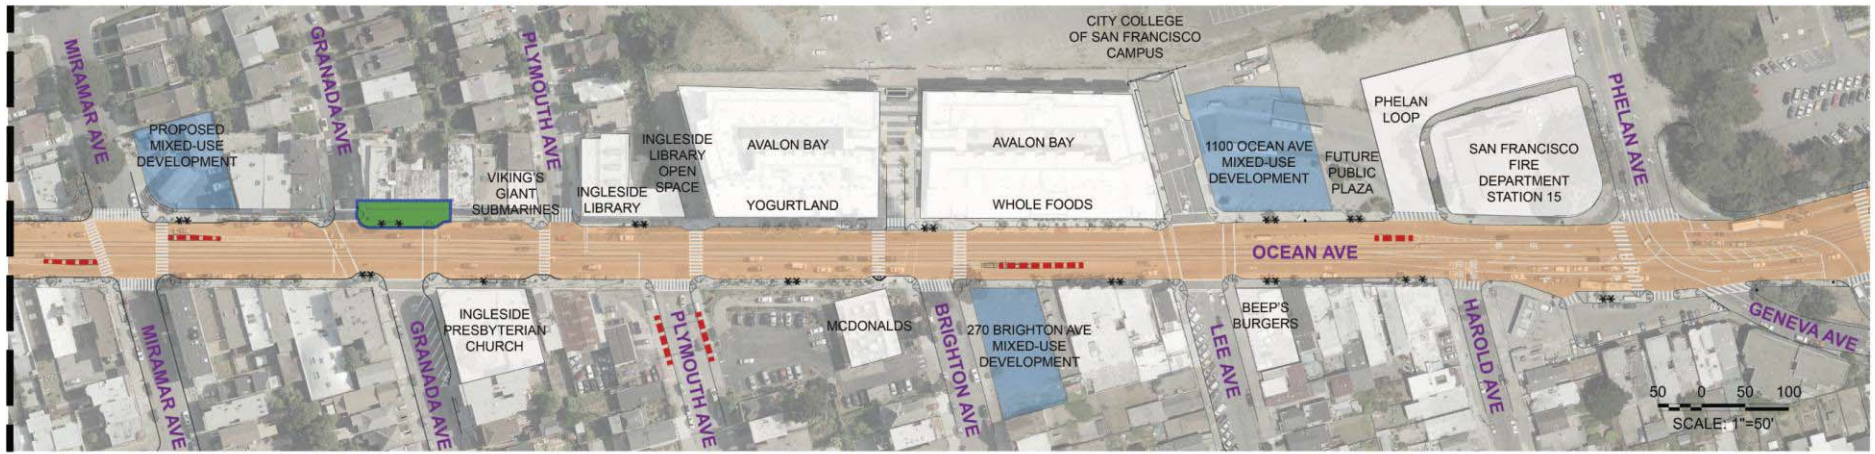 CITY COLLEGE
OF SAN FRANCISCO
CAMPUS
MIRAMAR AVE
GRANADA AVE
PLYMOUTH AVE
PHELAN AVE
PROPOSED
MIXED-USE
DEVELOPMENT
VIKING'S
GIANT
SUBMARINES
INGLESIDE
LIBRARY
INGLESIDE
LIBRARY
OPEN
SPACE
AVALON BAY
YOGURTLAND
AVALON BAY
WHOLE FOODS
1100 OCEAN AVE
MIXED-USE
DEVELOPMENT
FUTURE
PUBLIC
PLAZA
PHELAN
LOOP
SAN FRANCISCO
FIRE
DEPARTMENT
STATION 15
OCEAN AVE
MIRAMAR AVE
GRANADA AVE
INGLESIDE
PRESBYTERIAN
CHURCH
PLYMOUTH AVE
MCDONALDS
BRIGHTON AVE
270 BRIGHTON AVE
MIXED-USE
DEVELOPMENT
LEE AVE
BEEP'S
BURGERS
HAROLD AVE
GENEVA AVE
50 0 50 100
SCALE: 1"=50'